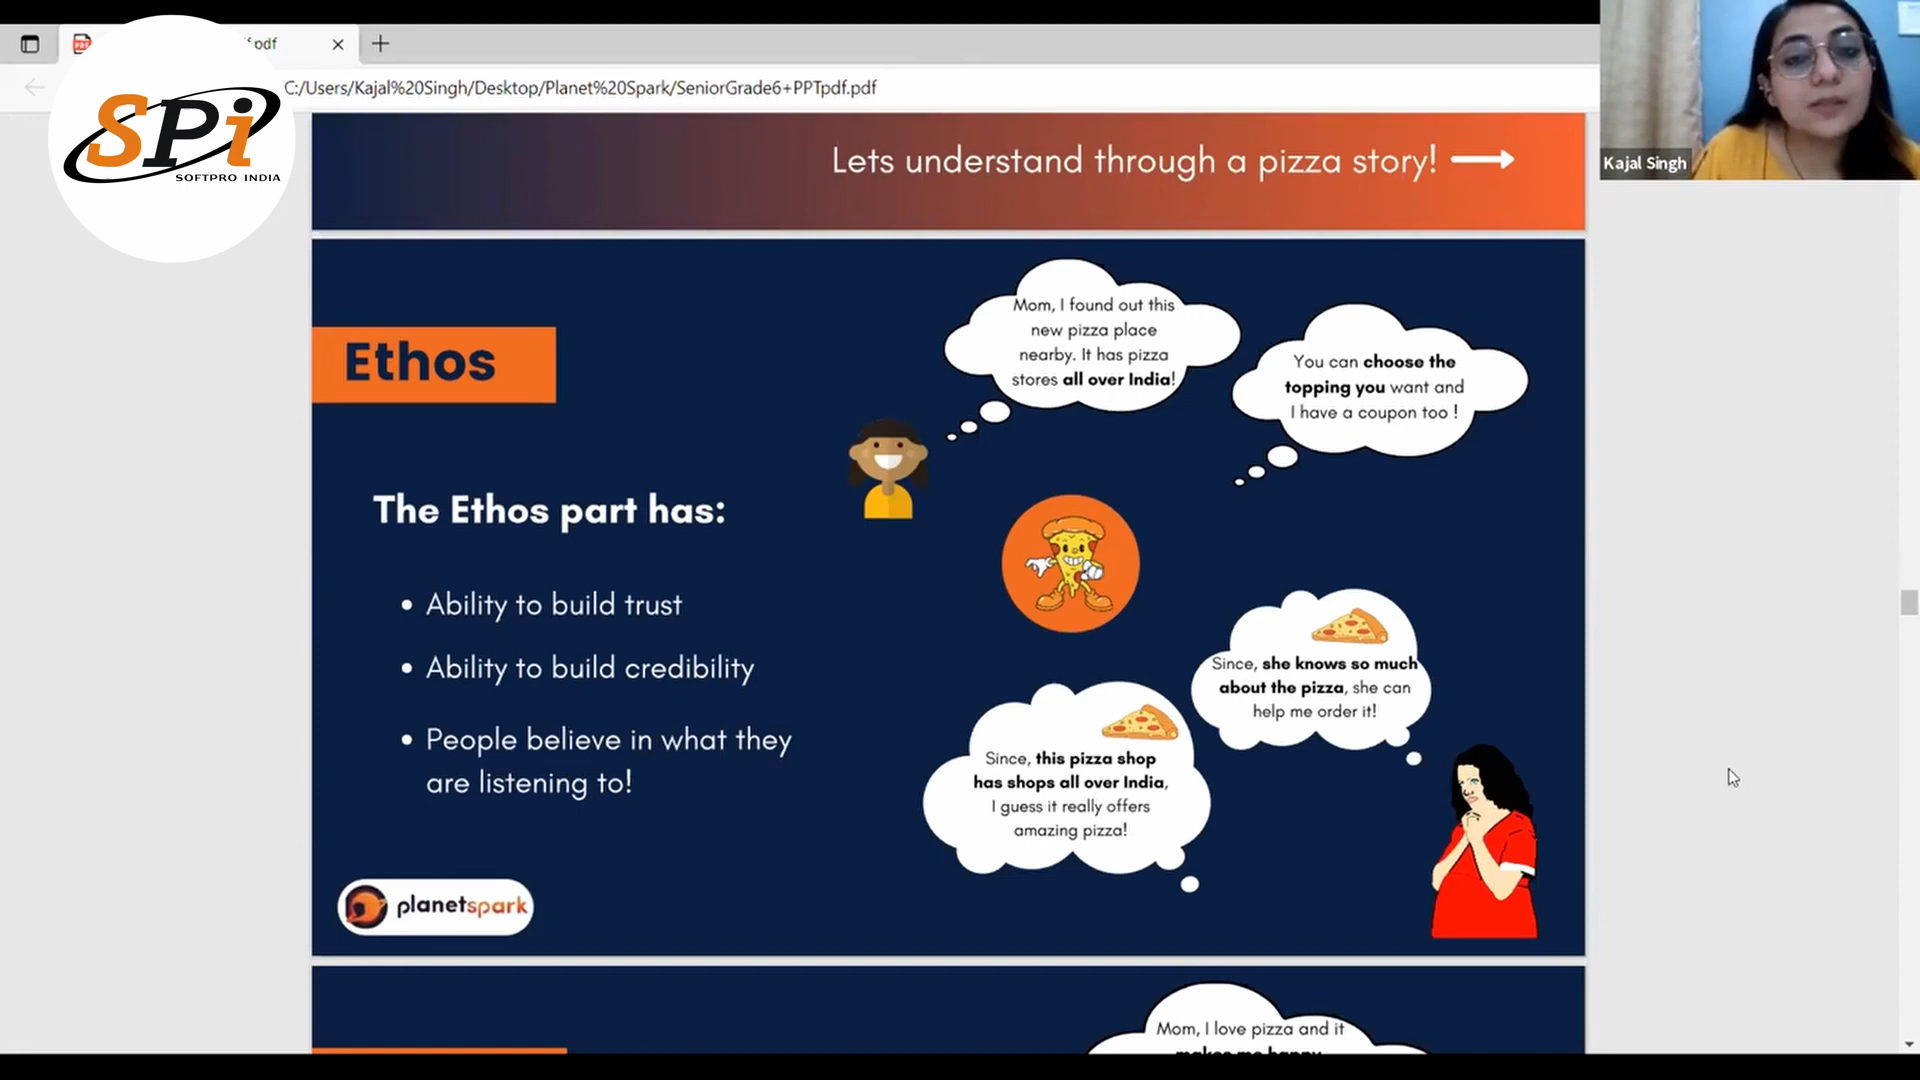 pdf
C:/Users/Kajal%20Singh/Desktop/Planet%20Spark/SeniorGrade6+PPTpdf.pdf
SPi
SOFTPRO INDIA
Kajal Singh
Lets understand through a pizza story!
Ethos
The Ethos part has:
• Ability to build trust
• Ability to build credibility
• People believe in what they
are listening to!
Mom, I found out this
new pizza place
nearby. It has pizza
stores all over India!
You can choose the
topping you want and
I have a coupon too !
Since, she knows so much
about the pizza, she can
help me order it!
Since, this pizza shop
has shops all over India,
I guess it really offers
amazing pizza!
planetspark
Mom, I love pizza and it
makes me happy